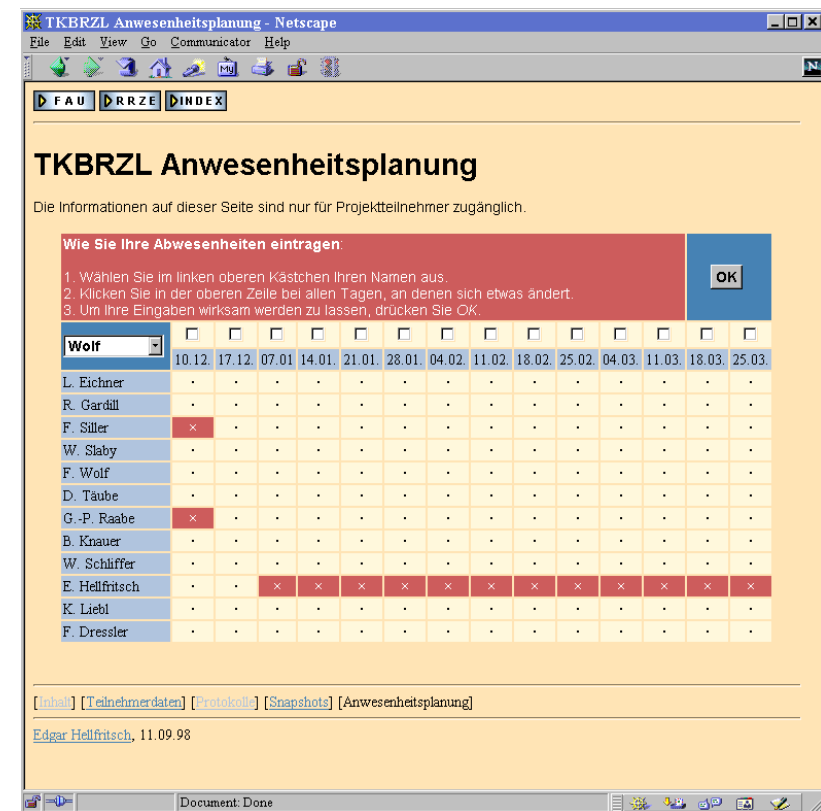 TKBRZL Anwesenheitsplanung - Netscape
File Edit View Go Communicator Help
My N
FAU RRZE INDEX
TKBRZL Anwesenheitsplanung
Die Informationen auf dieser Seite sind nur für Projektteilnehmer zugänglich.
Wie Sie Ihre Abwesenheiten eintragen:
1. Wählen Sie im linken oberen Kästchen Ihren Namen aus.
2. Klicken Sie in der oberen Zeile bei allen Tagen, an denen sich etwas ändert.
3. Um Ihre Eingaben wirksam werden zu lassen, drücken Sie OK.
OK
Wolf
10.12. 17.12. 07.01 14.01. 21.01. 28.01. 04.02. 11.02. 18.02. 25.02. 04.03. 11.03. 18.03. 25.03.
L. Eichner · · · · · · · · · · · · · ·
R. Gardill · · · · · · · · · · · · · ·
F. Siller × · · · · · · · · · · · · ·
W. Slaby · · · · · · · · · · · · · ·
F. Wolf · · · · · · · · · · · · · ·
D. Täube · · · · · · · · · · · · · ·
G.-P. Raabe × · · · · · · · · · · · · ·
B. Knauer · · · · · · · · · · · · · ·
W. Schliffer · · · · · · · · · · · · · ·
E. Hellfritsch · · × × × × × × × × × × × ×
K. Liebl · · · · · · · · · · · · · ·
F. Dressler · · · · · · · · · · · · · ·
[Inhalt] [Teilnehmerdaten] [Protokolle] [Snapshots] [Anwesenheitsplanung]
Edgar Hellfritsch, 11.09.98
Document: Done